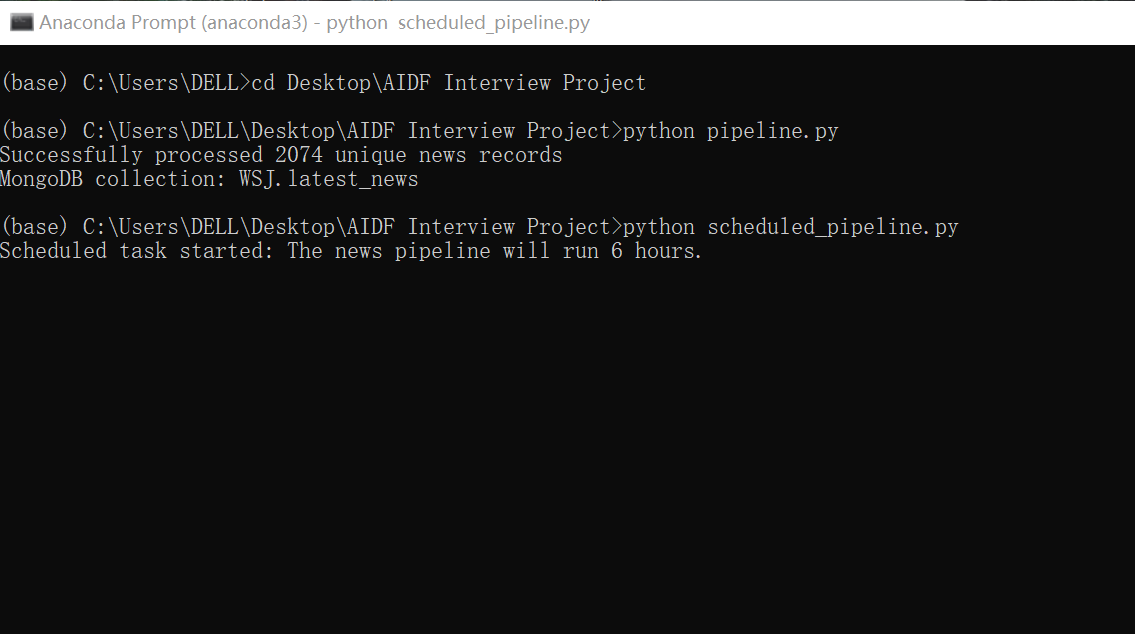 Anaconda Prompt (anaconda3) - python  scheduled_pipeline.py
(base) C:\Users\DELL>cd Desktop\AIDF Interview Project
(base) C:\Users\DELL\Desktop\AIDF Interview Project>python pipeline.py
Successfully processed 2074 unique news records
MongoDB collection: WSJ.latest_news
(base) C:\Users\DELL\Desktop\AIDF Interview Project>python scheduled_pipeline.py
Scheduled task started: The news pipeline will run 6 hours.